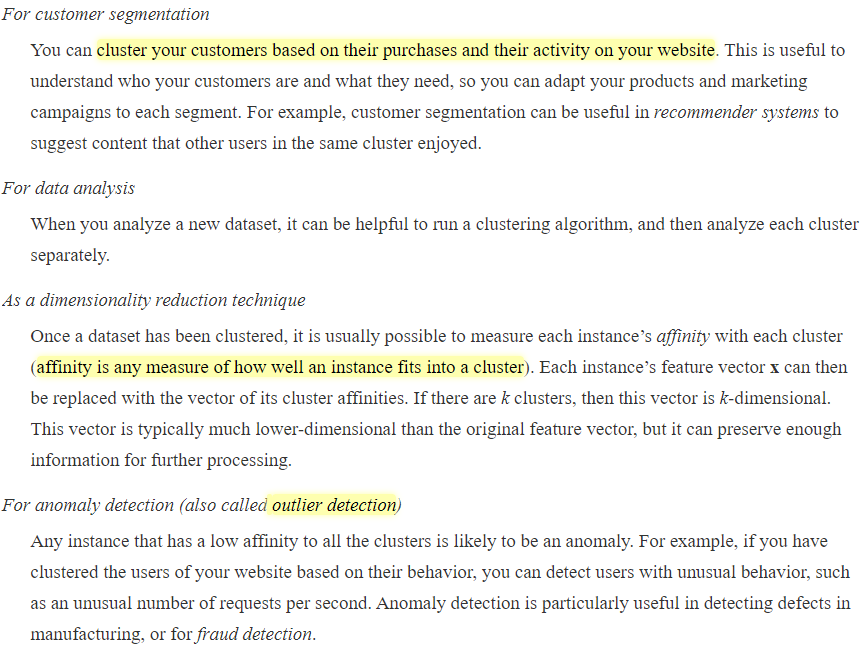 For customer segmentation
You can cluster your customers based on their purchases and their activity on your website. This is useful to
understand who your customers are and what they need, so you can adapt your products and marketing
campaigns to each segment. For example, customer segmentation can be useful in recommender systems to
suggest content that other users in the same cluster enjoyed.
For data analysis
When you analyze a new dataset, it can be helpful to run a clustering algorithm, and then analyze each cluster
separately.
As a dimensionality reduction technique
Once a dataset has been clustered, it is usually possible to measure each instance’s affinity with each cluster
(affinity is any measure of how well an instance fits into a cluster). Each instance’s feature vector x can then
be replaced with the vector of its cluster affinities. If there are k clusters, then this vector is k-dimensional.
This vector is typically much lower-dimensional than the original feature vector, but it can preserve enough
information for further processing.
For anomaly detection (also called outlier detection)
Any instance that has a low affinity to all the clusters is likely to be an anomaly. For example, if you have
clustered the users of your website based on their behavior, you can detect users with unusual behavior, such
as an unusual number of requests per second. Anomaly detection is particularly useful in detecting defects in
manufacturing, or for fraud detection.